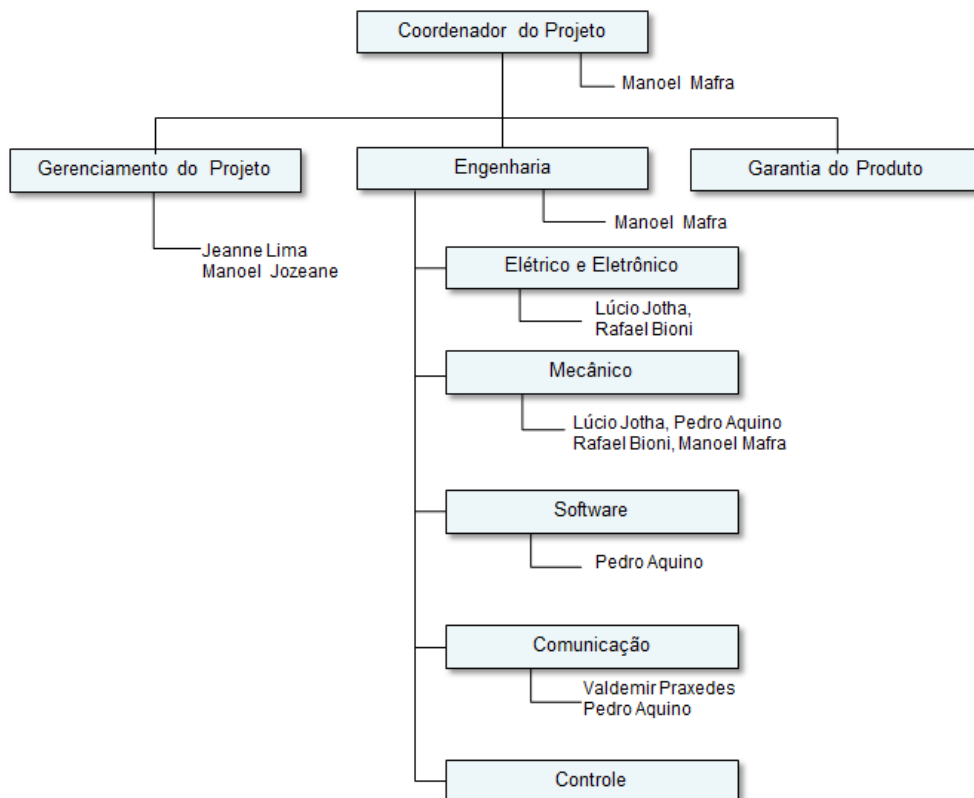 Coordenador do Projeto
Manoel Mafra
Gerenciamento do Projeto
Engenharia
Garantia do Produto
Manoel Mafra
Jeanne Lima
Manoel Jozeane
Elétrico e Eletrônico
Lúcio Jotha,
Rafael Bioni
Mecânico
Lúcio Jotha, Pedro Aquino
Rafael Bioni, Manoel Mafra
Software
Pedro Aquino
Comunicação
Valdemir Praxedes
Pedro Aquino
Controle